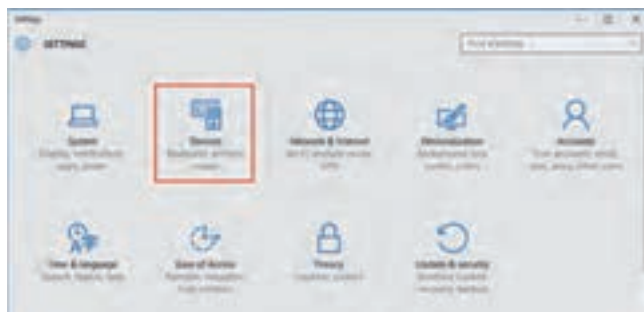 Settings
SETTINGS
Find a setting
System
Display, notifications,
apps, power
Devices
Bluetooth, printers,
mouse
Network & Internet
Wi-Fi, airplane mode,
VPN
Personalization
Background, lock
screen, colors
Accounts
Your account, email,
sync, work, other users
Time & language
Speech, region, date
Ease of Access
Narrator, magnifier,
high contrast
Privacy
Location, camera
Update & security
Windows Update,
recovery, backup